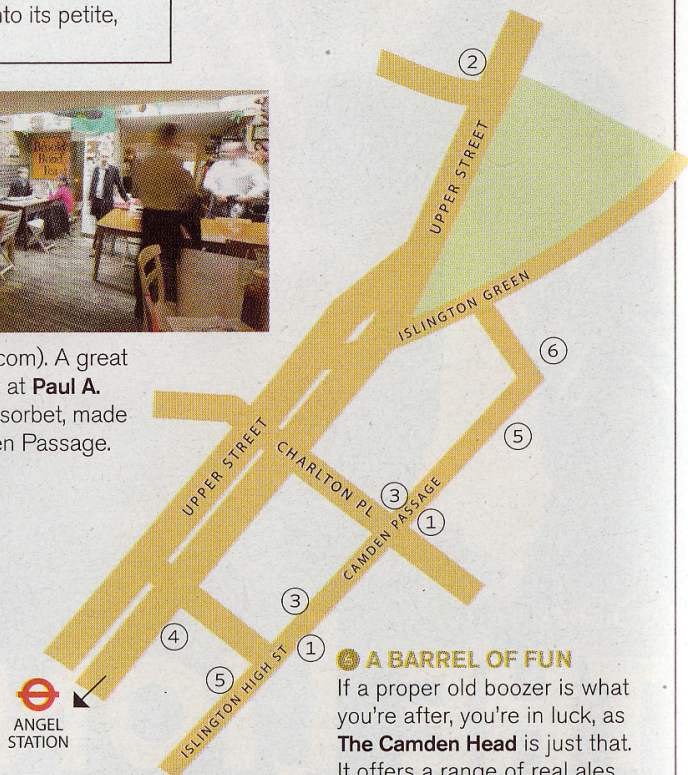 nto its petite,
2
UPPER STREET
ISLINGTON GREEN
com). A great
at Paul A.
sorbet, made
en Passage.
6
5
UPPER STREET
CHARLTON PL
3
1
CAMDEN PASSAGE
3
1
4
5
ISLINGTON HIGH ST
ANGEL
STATION
A BARREL OF FUN
If a proper old boozer is what
you're after, you're in luck, as
The Camden Head is just that.
It offers a range of real ales